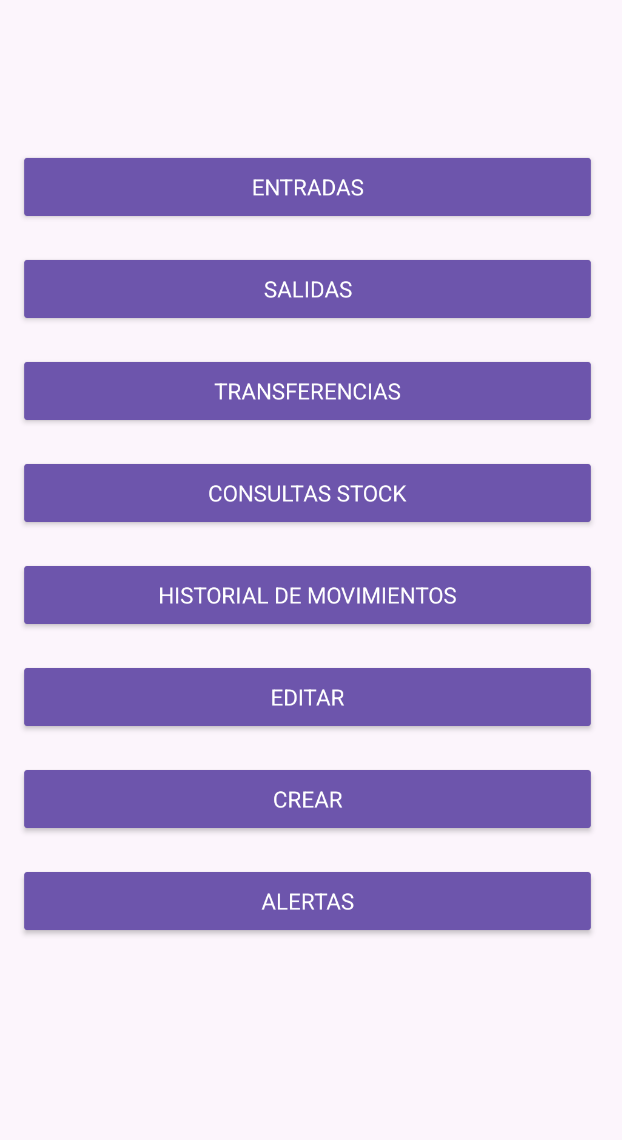 ENTRADAS
SALIDAS
TRANSFERENCIAS
CONSULTAS STOCK
HISTORIAL DE MOVIMIENTOS
EDITAR
CREAR
ALERTAS